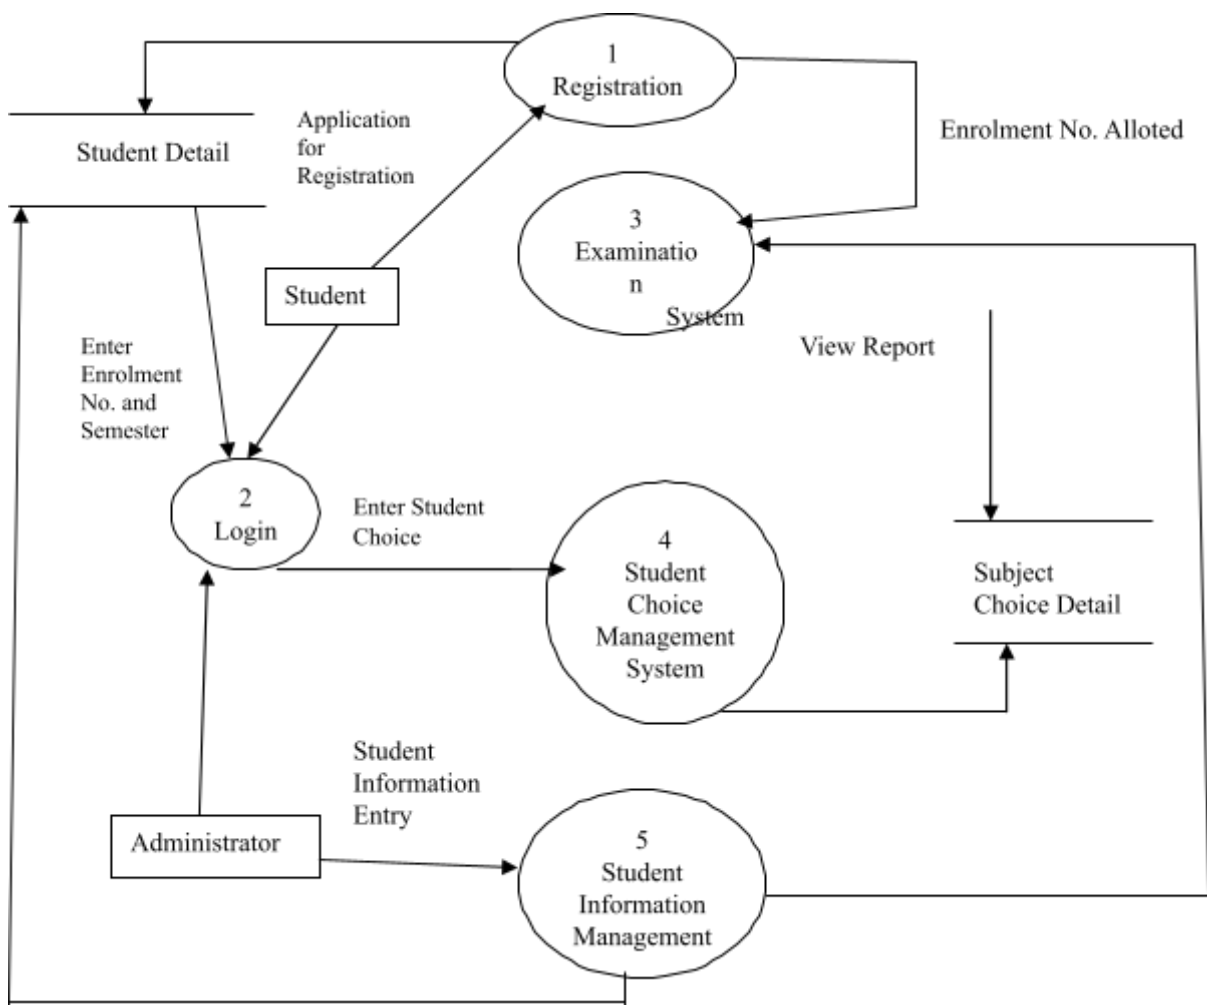 1
Registration
Application
for
Registration
Enrolment No. Alloted
Student Detail
3
Examinatio
n
System
Student
View Report
Enter
Enrolment
No. and
Semester
2
Login
Enter Student
Choice
4
Student
Choice
Management
System
Subject
Choice Detail
Student
Information
Entry
Administrator
5
Student
Information
Management